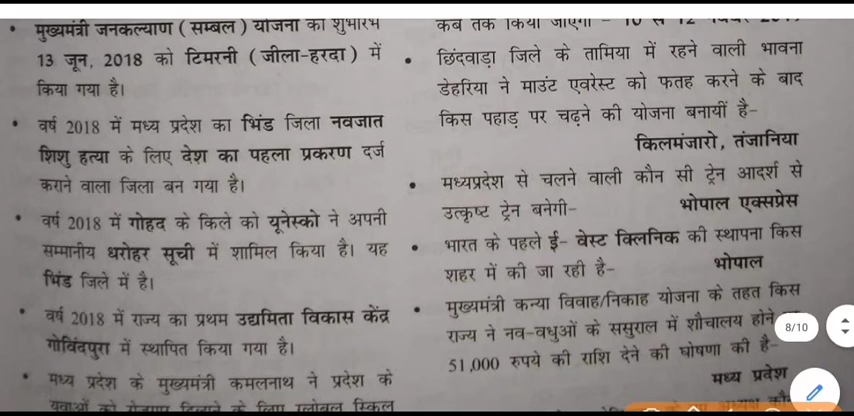 मुख्यमंत्री जनकल्याण ( सम्बल ) योजना का शुभारंभ
13 जून, 2018 को टिमरनी ( जीला-हरदा ) में
किया गया है।
वर्ष 2018 में मध्य प्रदेश का भिंड जिला नवजात
शिशु हत्या के लिए देश का पहला प्रकरण दर्ज
कराने वाला जिला बन गया है।
वर्ष 2018 में गोहद के किले को यूनेस्को ने अपनी
सम्मानीय धरोहर सूची में शामिल किया है। यह
भिंड जिले में है।
वर्ष 2018 में राज्य का प्रथम उद्यमिता विकास केंद्र
गोविंदपुरा में स्थापित किया गया है।
मध्य प्रदेश के मुख्यमंत्री कमलनाथ ने प्रदेश के
युवाओं को रोजगार दिलाने के लिए ग्लोबल स्किल
कब तक किया जाएगा - 10 से 12
छिंदवाड़ा जिले के तामिया में रहने वाली भावना
डेहरिया ने माउंट एवरेस्ट को फतह करने के बाद
किस पहाड़ पर चढ़ने की योजना बनायीं है-
किलमंजारो, तंजानिया
मध्यप्रदेश से चलने वाली कौन सी ट्रेन आदर्श से
उत्कृष्ट ट्रेन बनेगी- भोपाल एक्सप्रेस
भारत के पहले ई- वेस्ट क्लिनिक की स्थापना किस
शहर में की जा रही है- भोपाल
मुख्यमंत्री कन्या विवाह/निकाह योजना के तहत किस
राज्य ने नव-वधुओं के ससुराल में शौचालय होने
51,000 रुपये की राशि देने की घोषणा की है-
मध्य प्रदेश
8/10